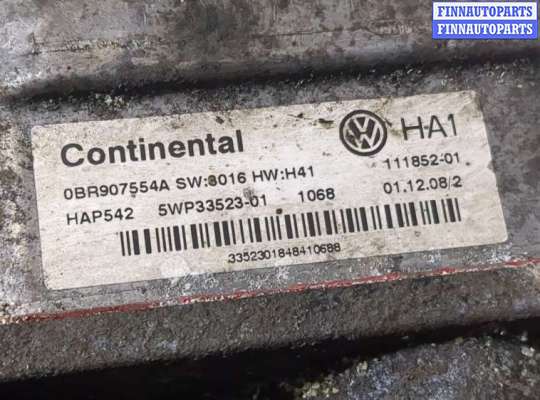 FINNAUTOPARTS
FINNAUTOPARTS
Continental
HA1
0BR907554A SW:8016 HW:H41
111852-01
HAP542 5WP33523-01 1068
01.12.08/2
3352301848410688